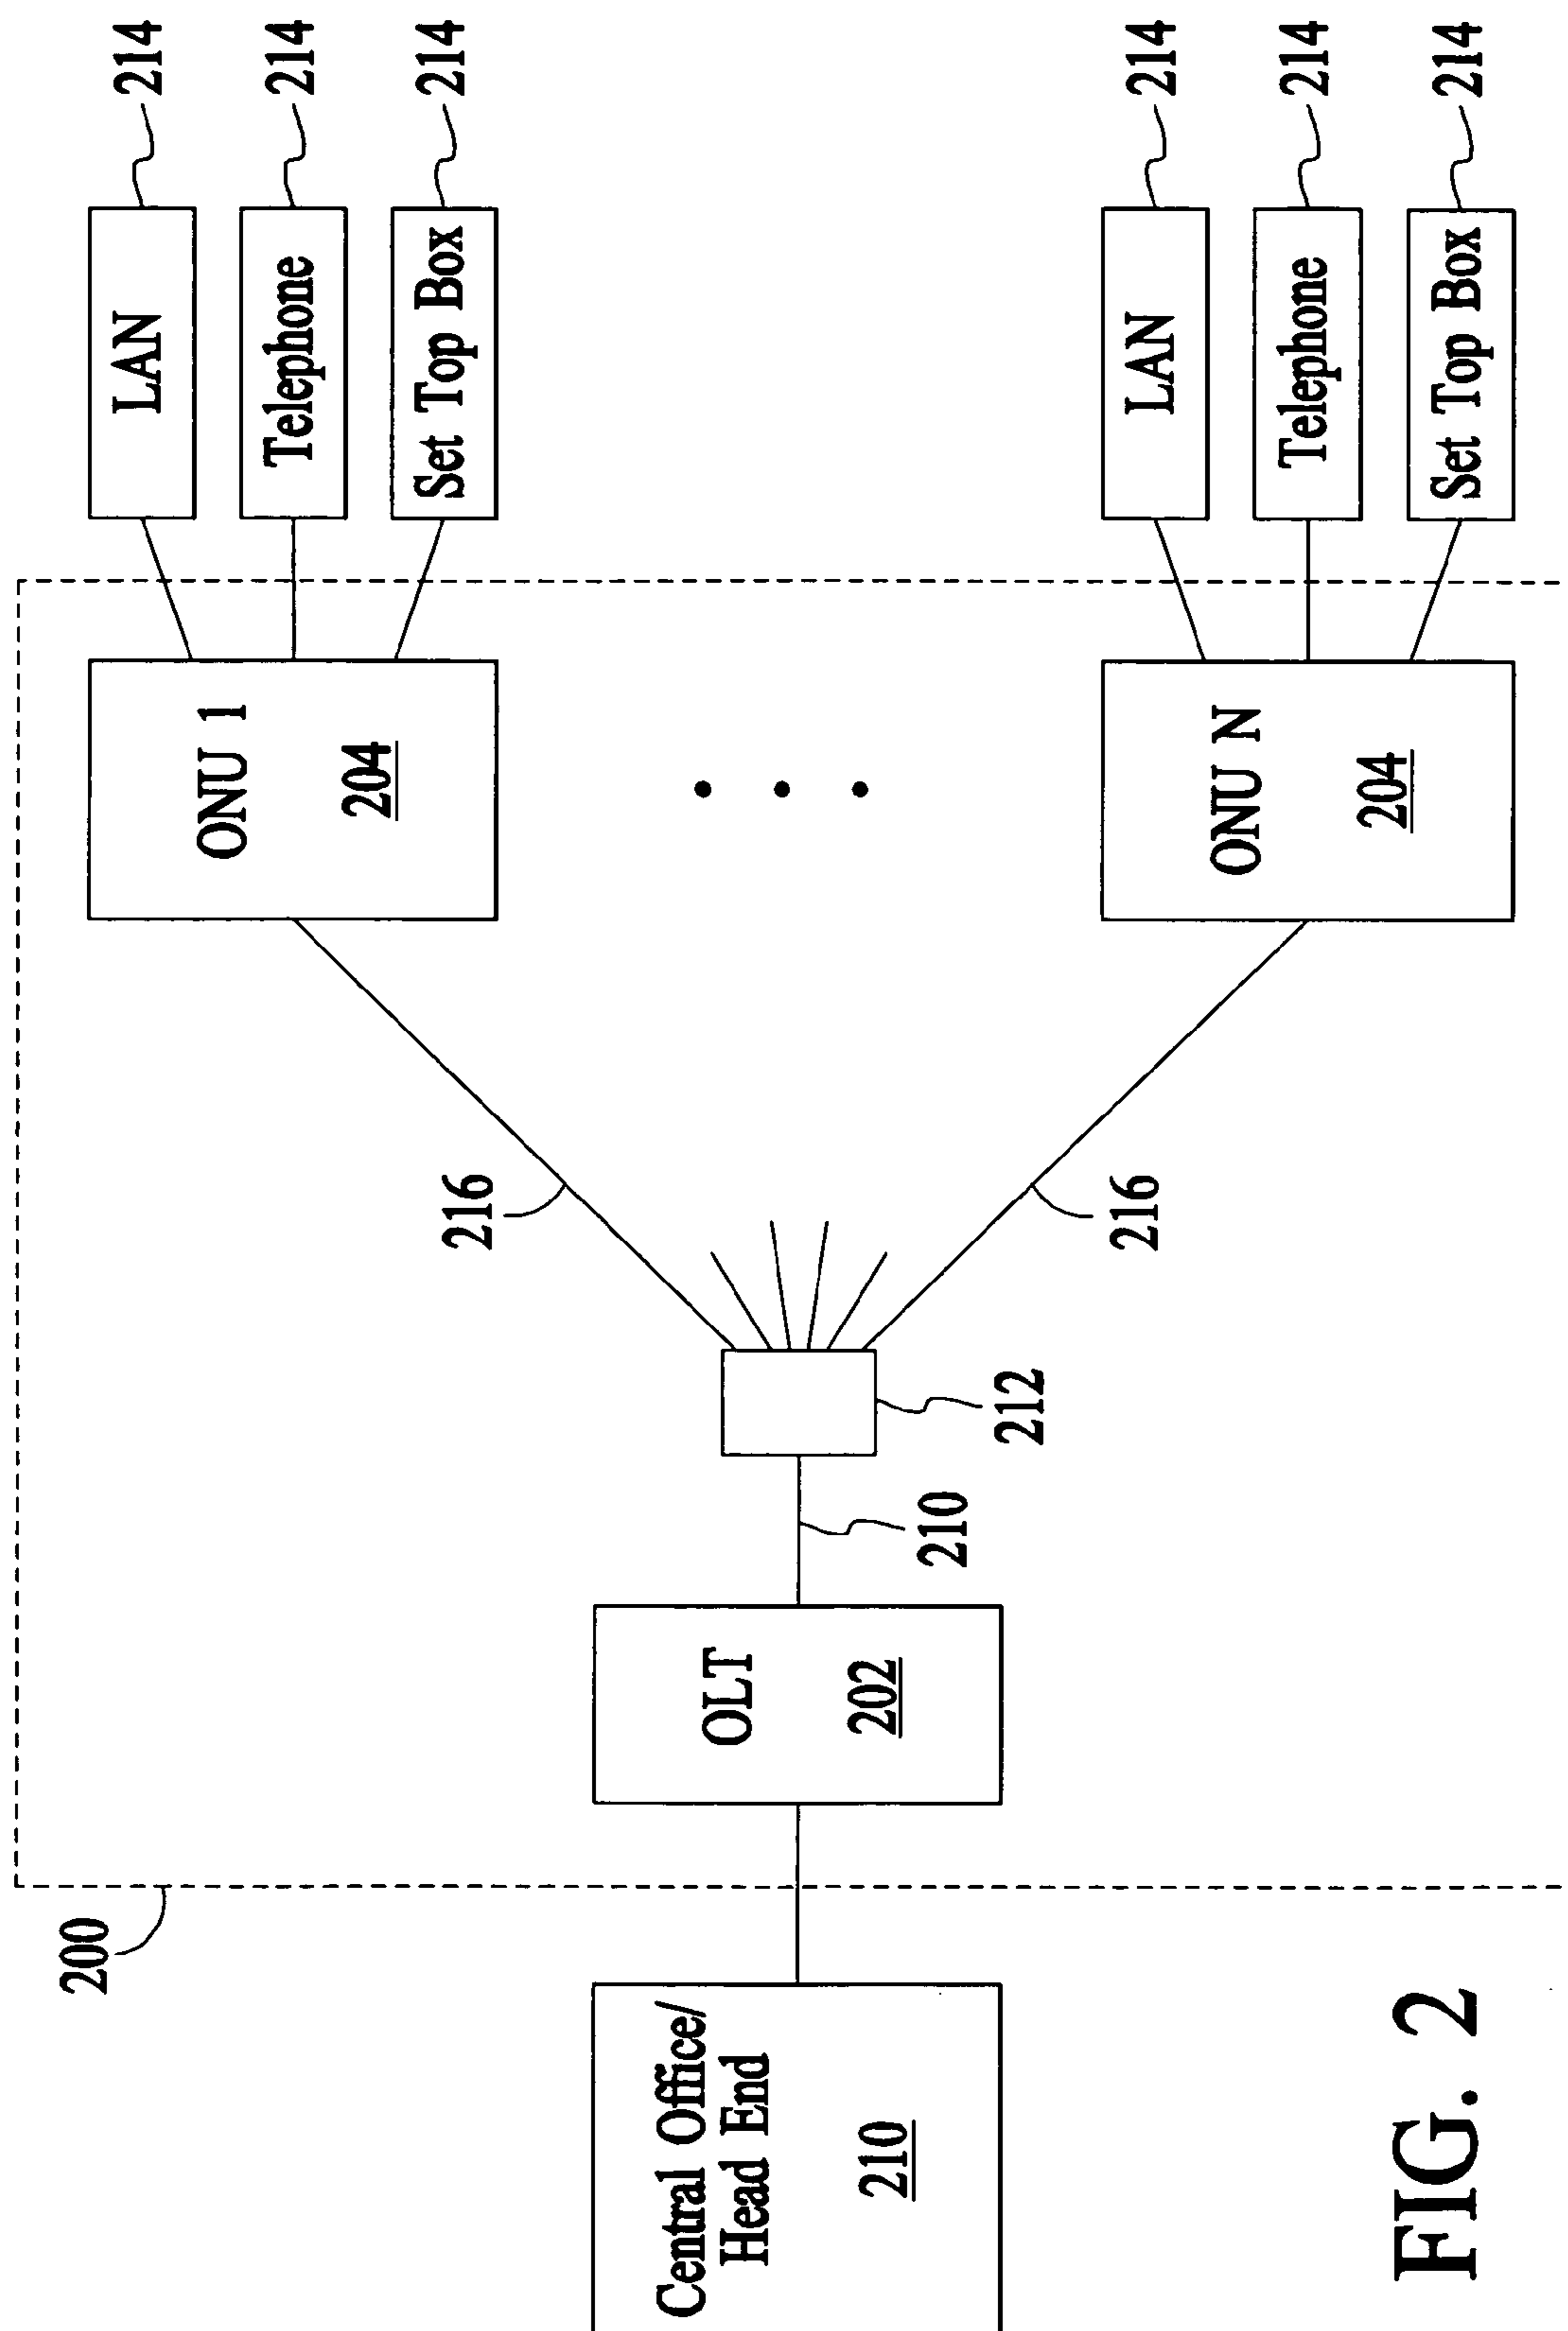 200
Central Office/
Head End
210
OLT
202
210
212
216
216
ONU 1
204
ONU N
204
LAN
214
Telephone
214
Set Top Box
214
LAN
214
Telephone
214
Set Top Box
214
FIG. 2